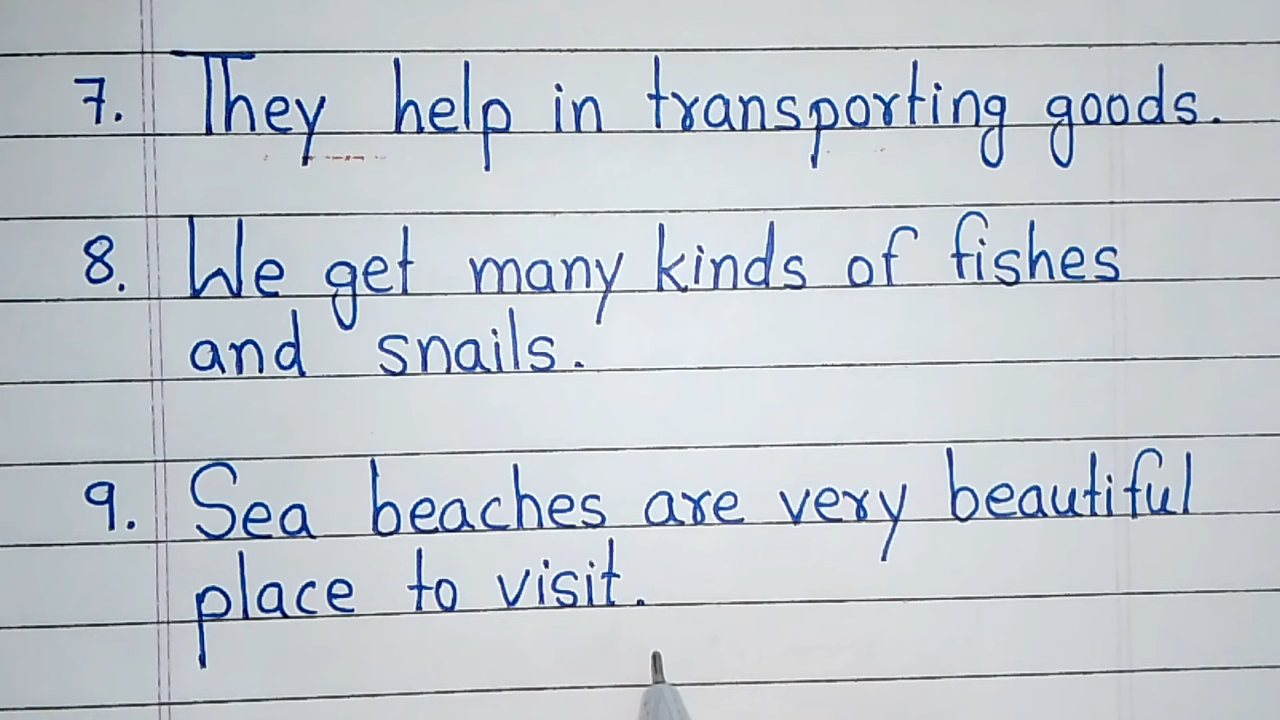 7. They help in transporting goods.
8. We get many kinds of fishes
and snails.
9. Sea beaches are very beautiful
place to visit.